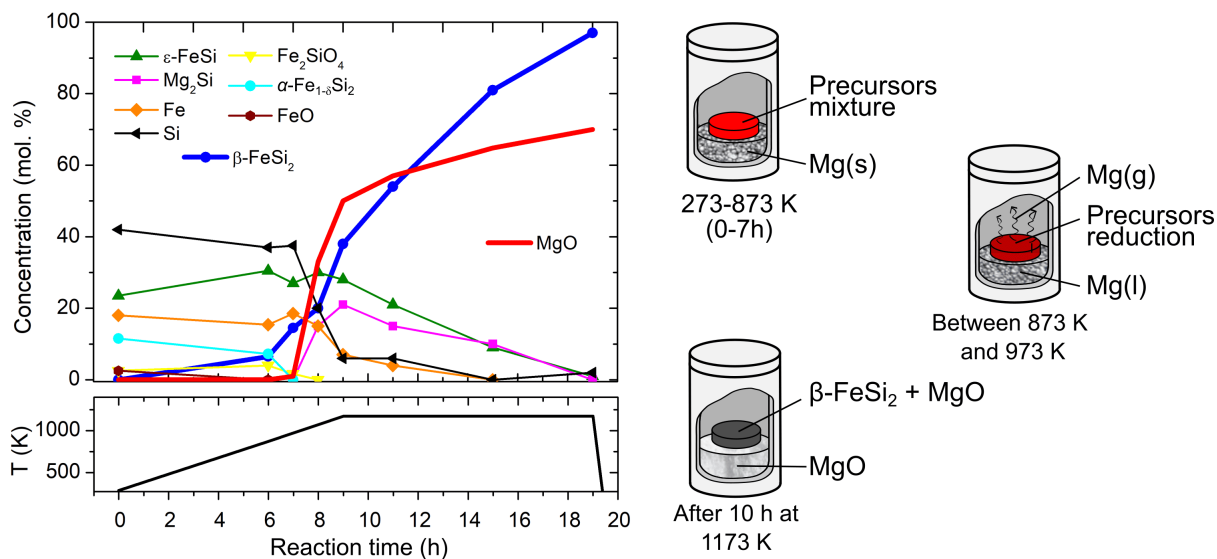 100
80
60
40
20
0
Concentration (mol. %)
ε-FeSi
Mg2Si
Fe
Si
Fe2SiO4
α-Fe1-δSi2
FeO
β-FeSi2
MgO
1000
500
T (K)
0 2 4 6 8 10 12 14 16 18 20
Reaction time (h)
Precursors
mixture
Mg(s)
273-873 K
(0-7h)
Mg(g)
Precursors
reduction
Mg(l)
Between 873 K
and 973 K
β-FeSi2 + MgO
MgO
After 10 h at
1173 K